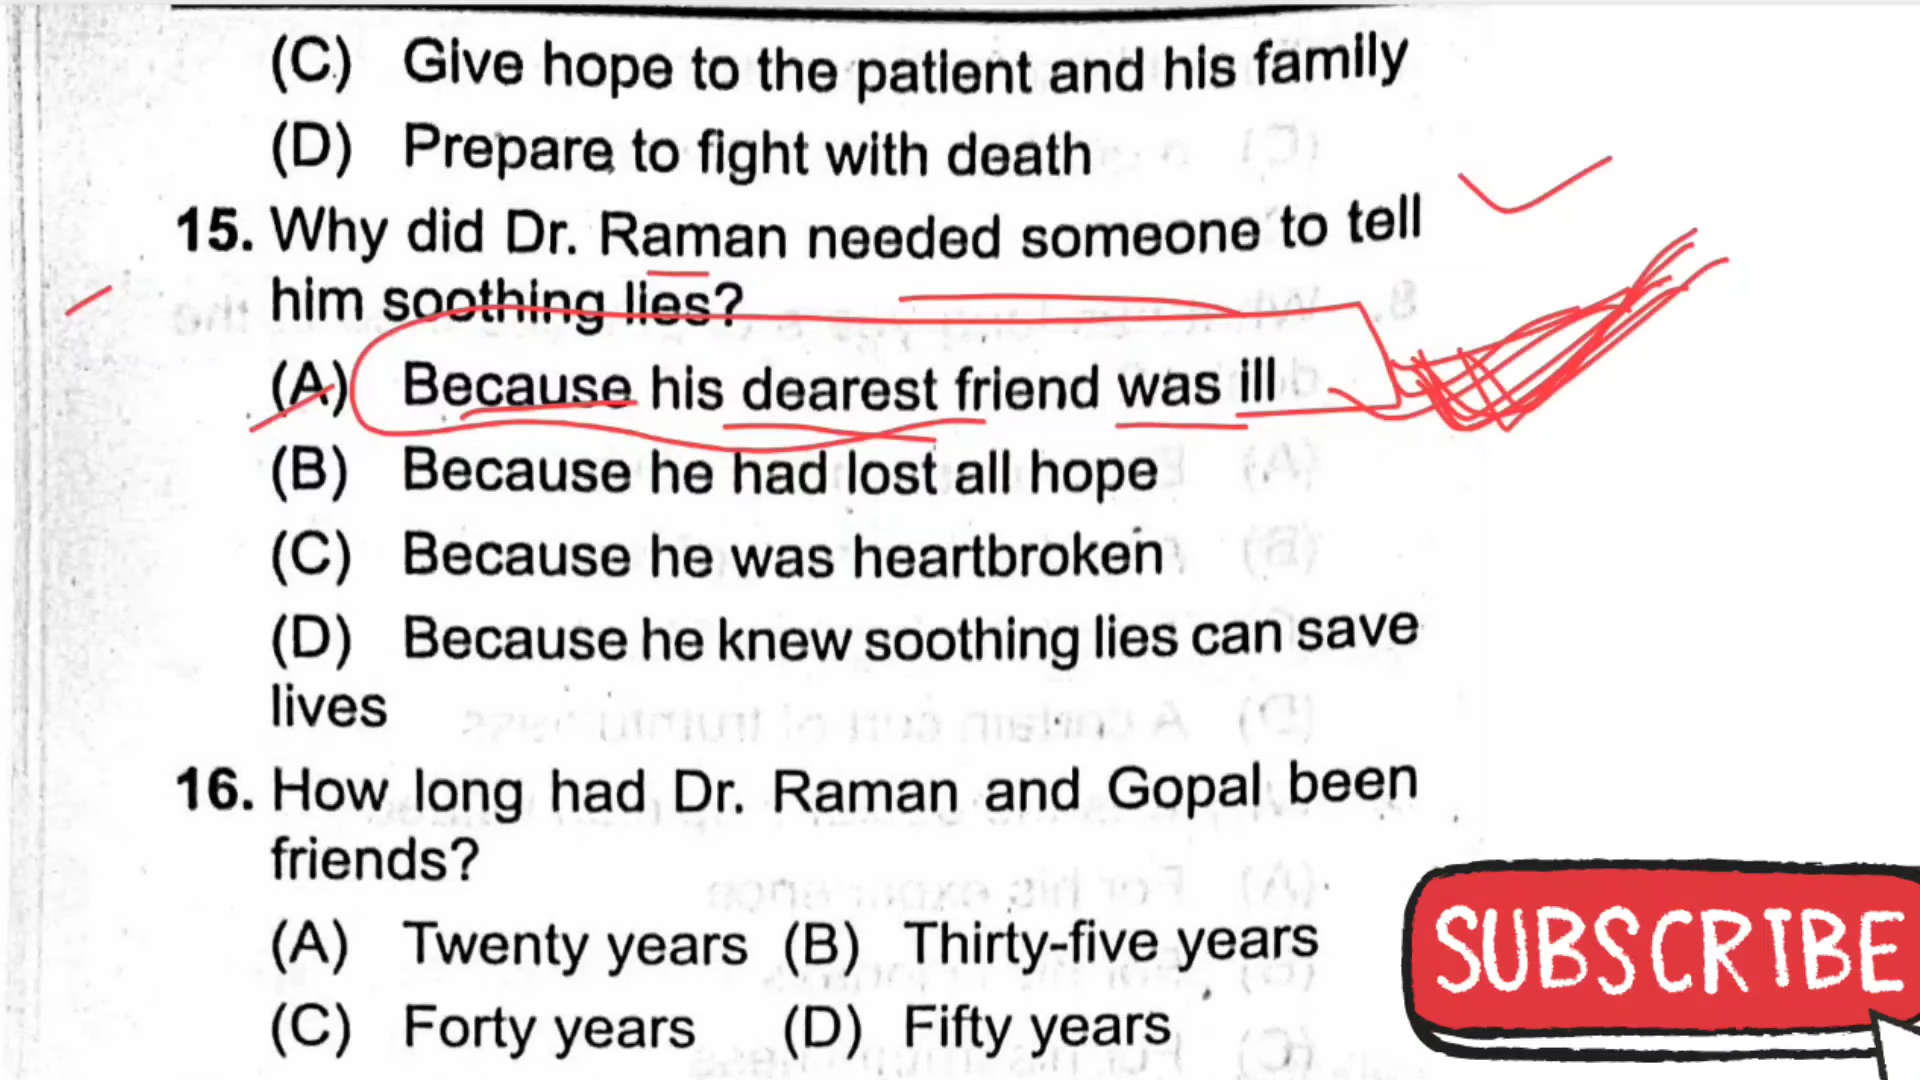 (C) Give hope to the patient and his family
(D) Prepare to fight with death
15. Why did Dr. Raman needed someone to tell
him soothing lies?
(A) Because his dearest friend was ill
(B) Because he had lost all hope
(C) Because he was heartbroken
(D) Because he knew soothing lies can save
lives
16. How long had Dr. Raman and Gopal been
friends?
(A) Twenty years (B) Thirty-five years
(C) Forty years (D) Fifty years
SUBSCRIBE